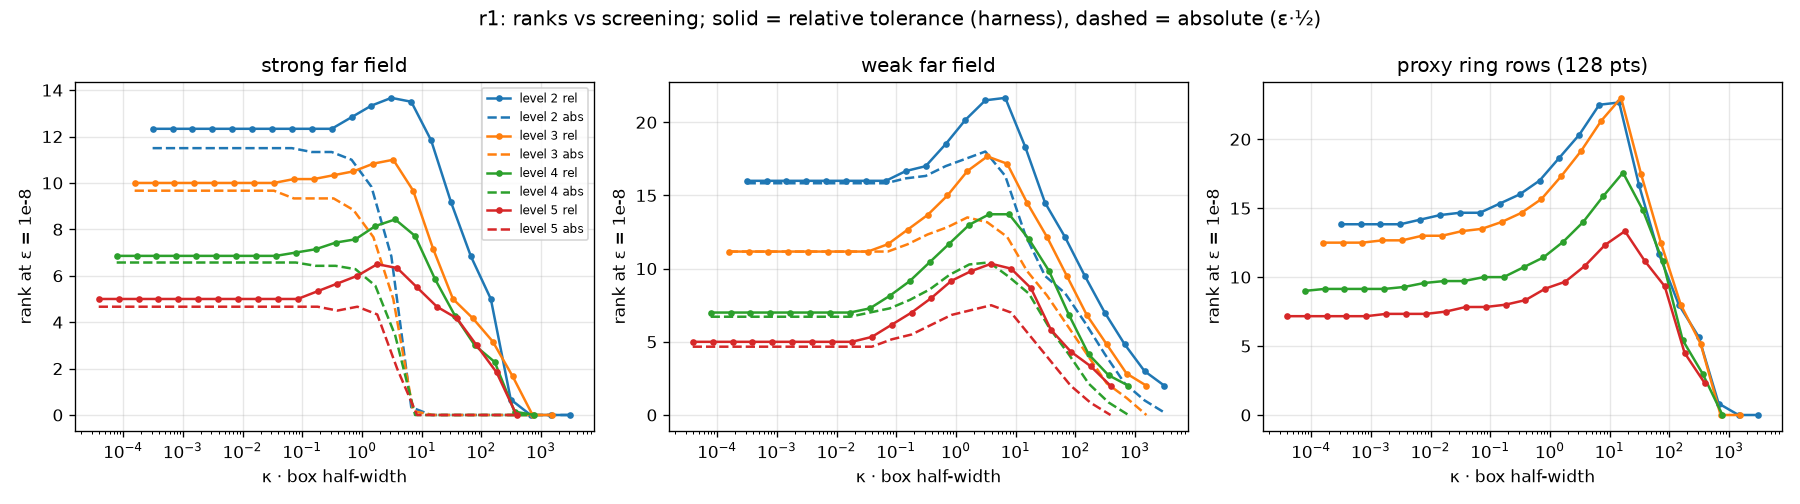 r1: ranks vs screening; solid = relative tolerance (harness), dashed = absolute (ε·½)
strong far field
14
12
10
8
6
4
2
0
rank at ε = 1e-8
level 2 rel
level 2 abs
level 3 rel
level 3 abs
level 4 rel
level 4 abs
level 5 rel
level 5 abs
10⁻⁴ 10⁻³ 10⁻² 10⁻¹ 10⁰ 10¹ 10² 10³
κ · box half-width
weak far field
20
15
10
5
0
rank at ε = 1e-8
10⁻⁴ 10⁻³ 10⁻² 10⁻¹ 10⁰ 10¹ 10² 10³
κ · box half-width
proxy ring rows (128 pts)
20
15
10
5
0
rank at ε = 1e-8
10⁻⁴ 10⁻³ 10⁻² 10⁻¹ 10⁰ 10¹ 10² 10³
κ · box half-width